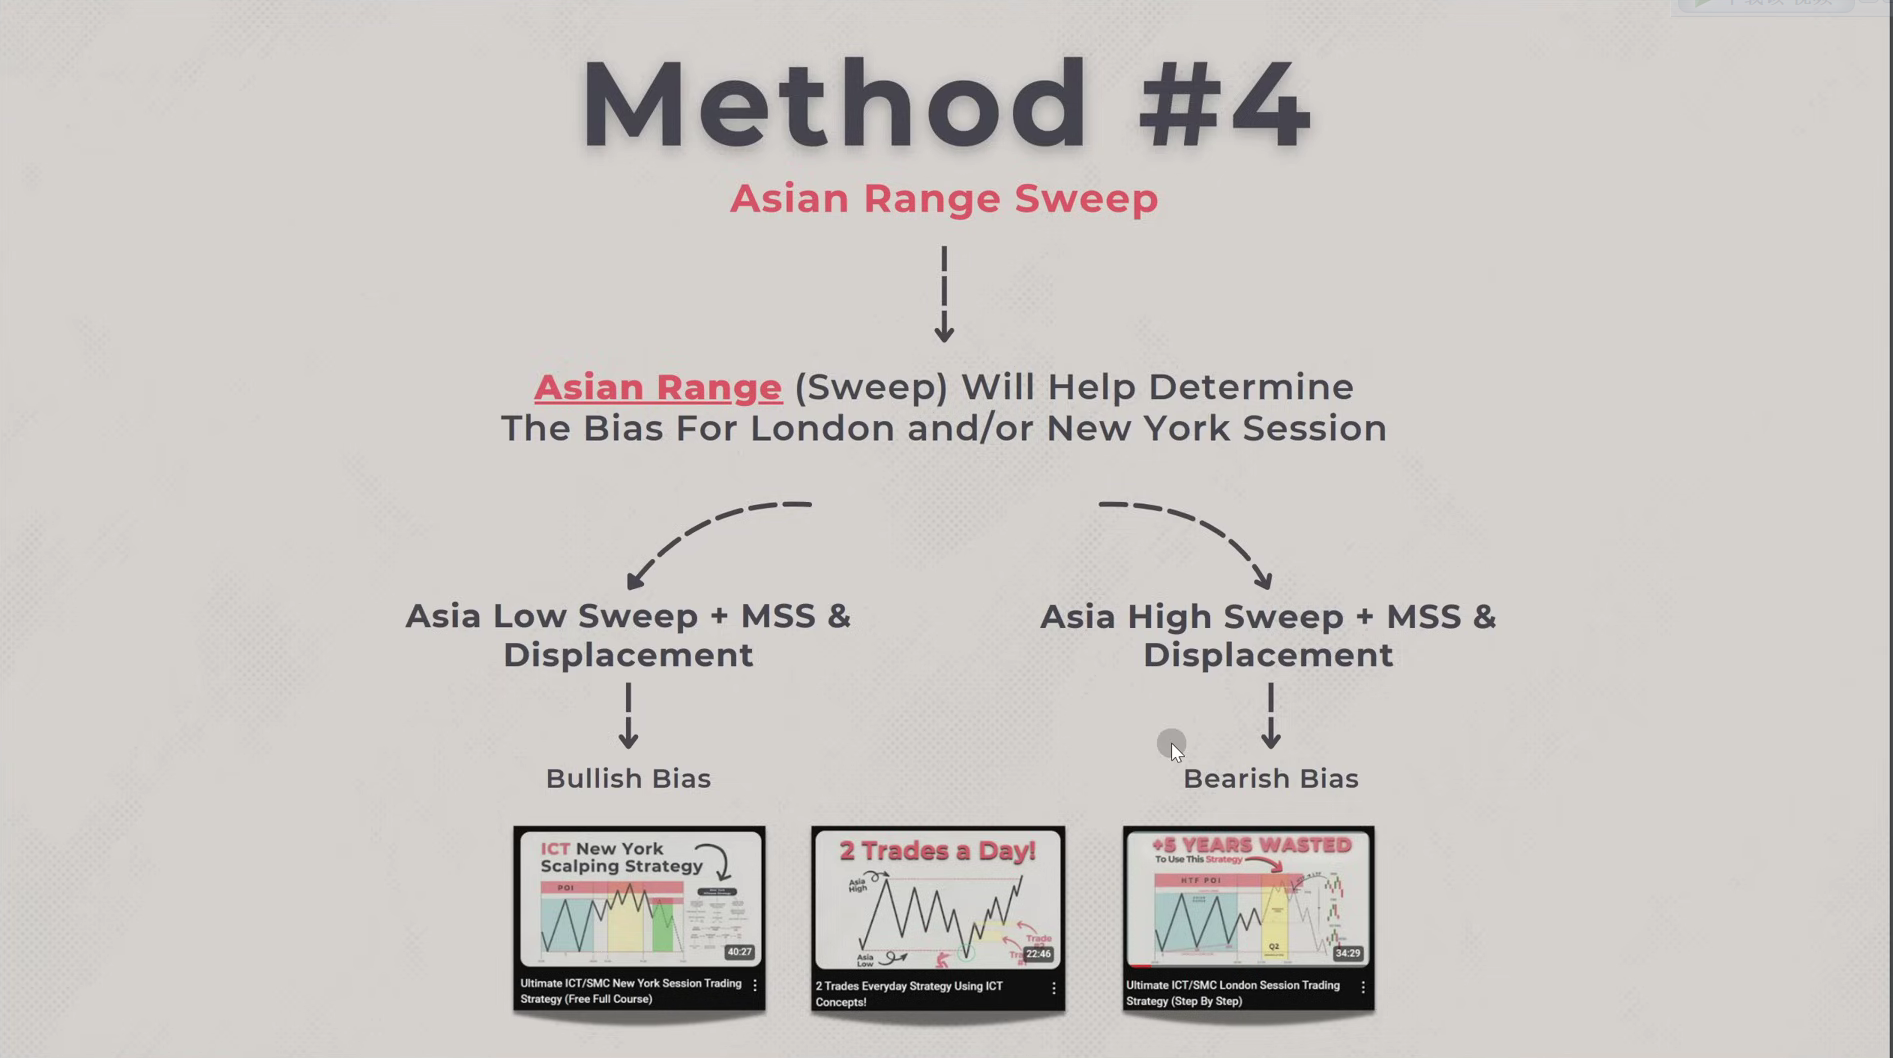 Method #4
Asian Range Sweep
Asian Range (Sweep) Will Help Determine
The Bias For London and/or New York Session
Asia Low Sweep + MSS &
Displacement
Asia High Sweep + MSS &
Displacement
Bullish Bias
Bearish Bias
ICT New York
Scalping Strategy
POI
40:27
Ultimate ICT/SMC New York Session Trading
Strategy (Free Full Course)
2 Trades a Day!
Asia
High
Asia
Low
Trade
22:46
2 Trades Everyday Strategy Using ICT
Concepts!
+5 YEARS WASTED
To Use This Strategy
HTF POI
Q2
34:29
Ultimate ICT/SMC London Session Trading
Strategy (Step By Step)